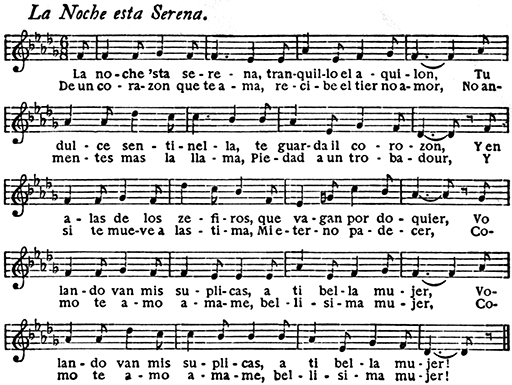 La Noche esta Serena.
La no-che 'sta se - re - na, tran-quil-lo el a - qui - lon, Tu
De un co - ra-zon que te a - ma, re - ci - be el tier no a-mor, No an-
dul - ce sen - ti - nel - la, te guar-da il co - ro - zon, Y en
men - tes mas la lla - ma, Pie-dad a un tro - ba - dour, Y
a - las de los ze - fi - ros, que va - gan por do - quier, Vo
si te mue-ve a las - ti - ma, Mi e - ter - no pa - de - cer, Co-
lan - do van mis su - pli - cas, a ti bel - la mu - jer, Vo-
mo te a - mo a - ma - me, bel - li - si - ma mu - jer, Co-
lan - do van mis su - pli - cas, a ti bel - la mu - jer!
mo te a - mo a - ma - me, bel - li - si - ma mu - jer!